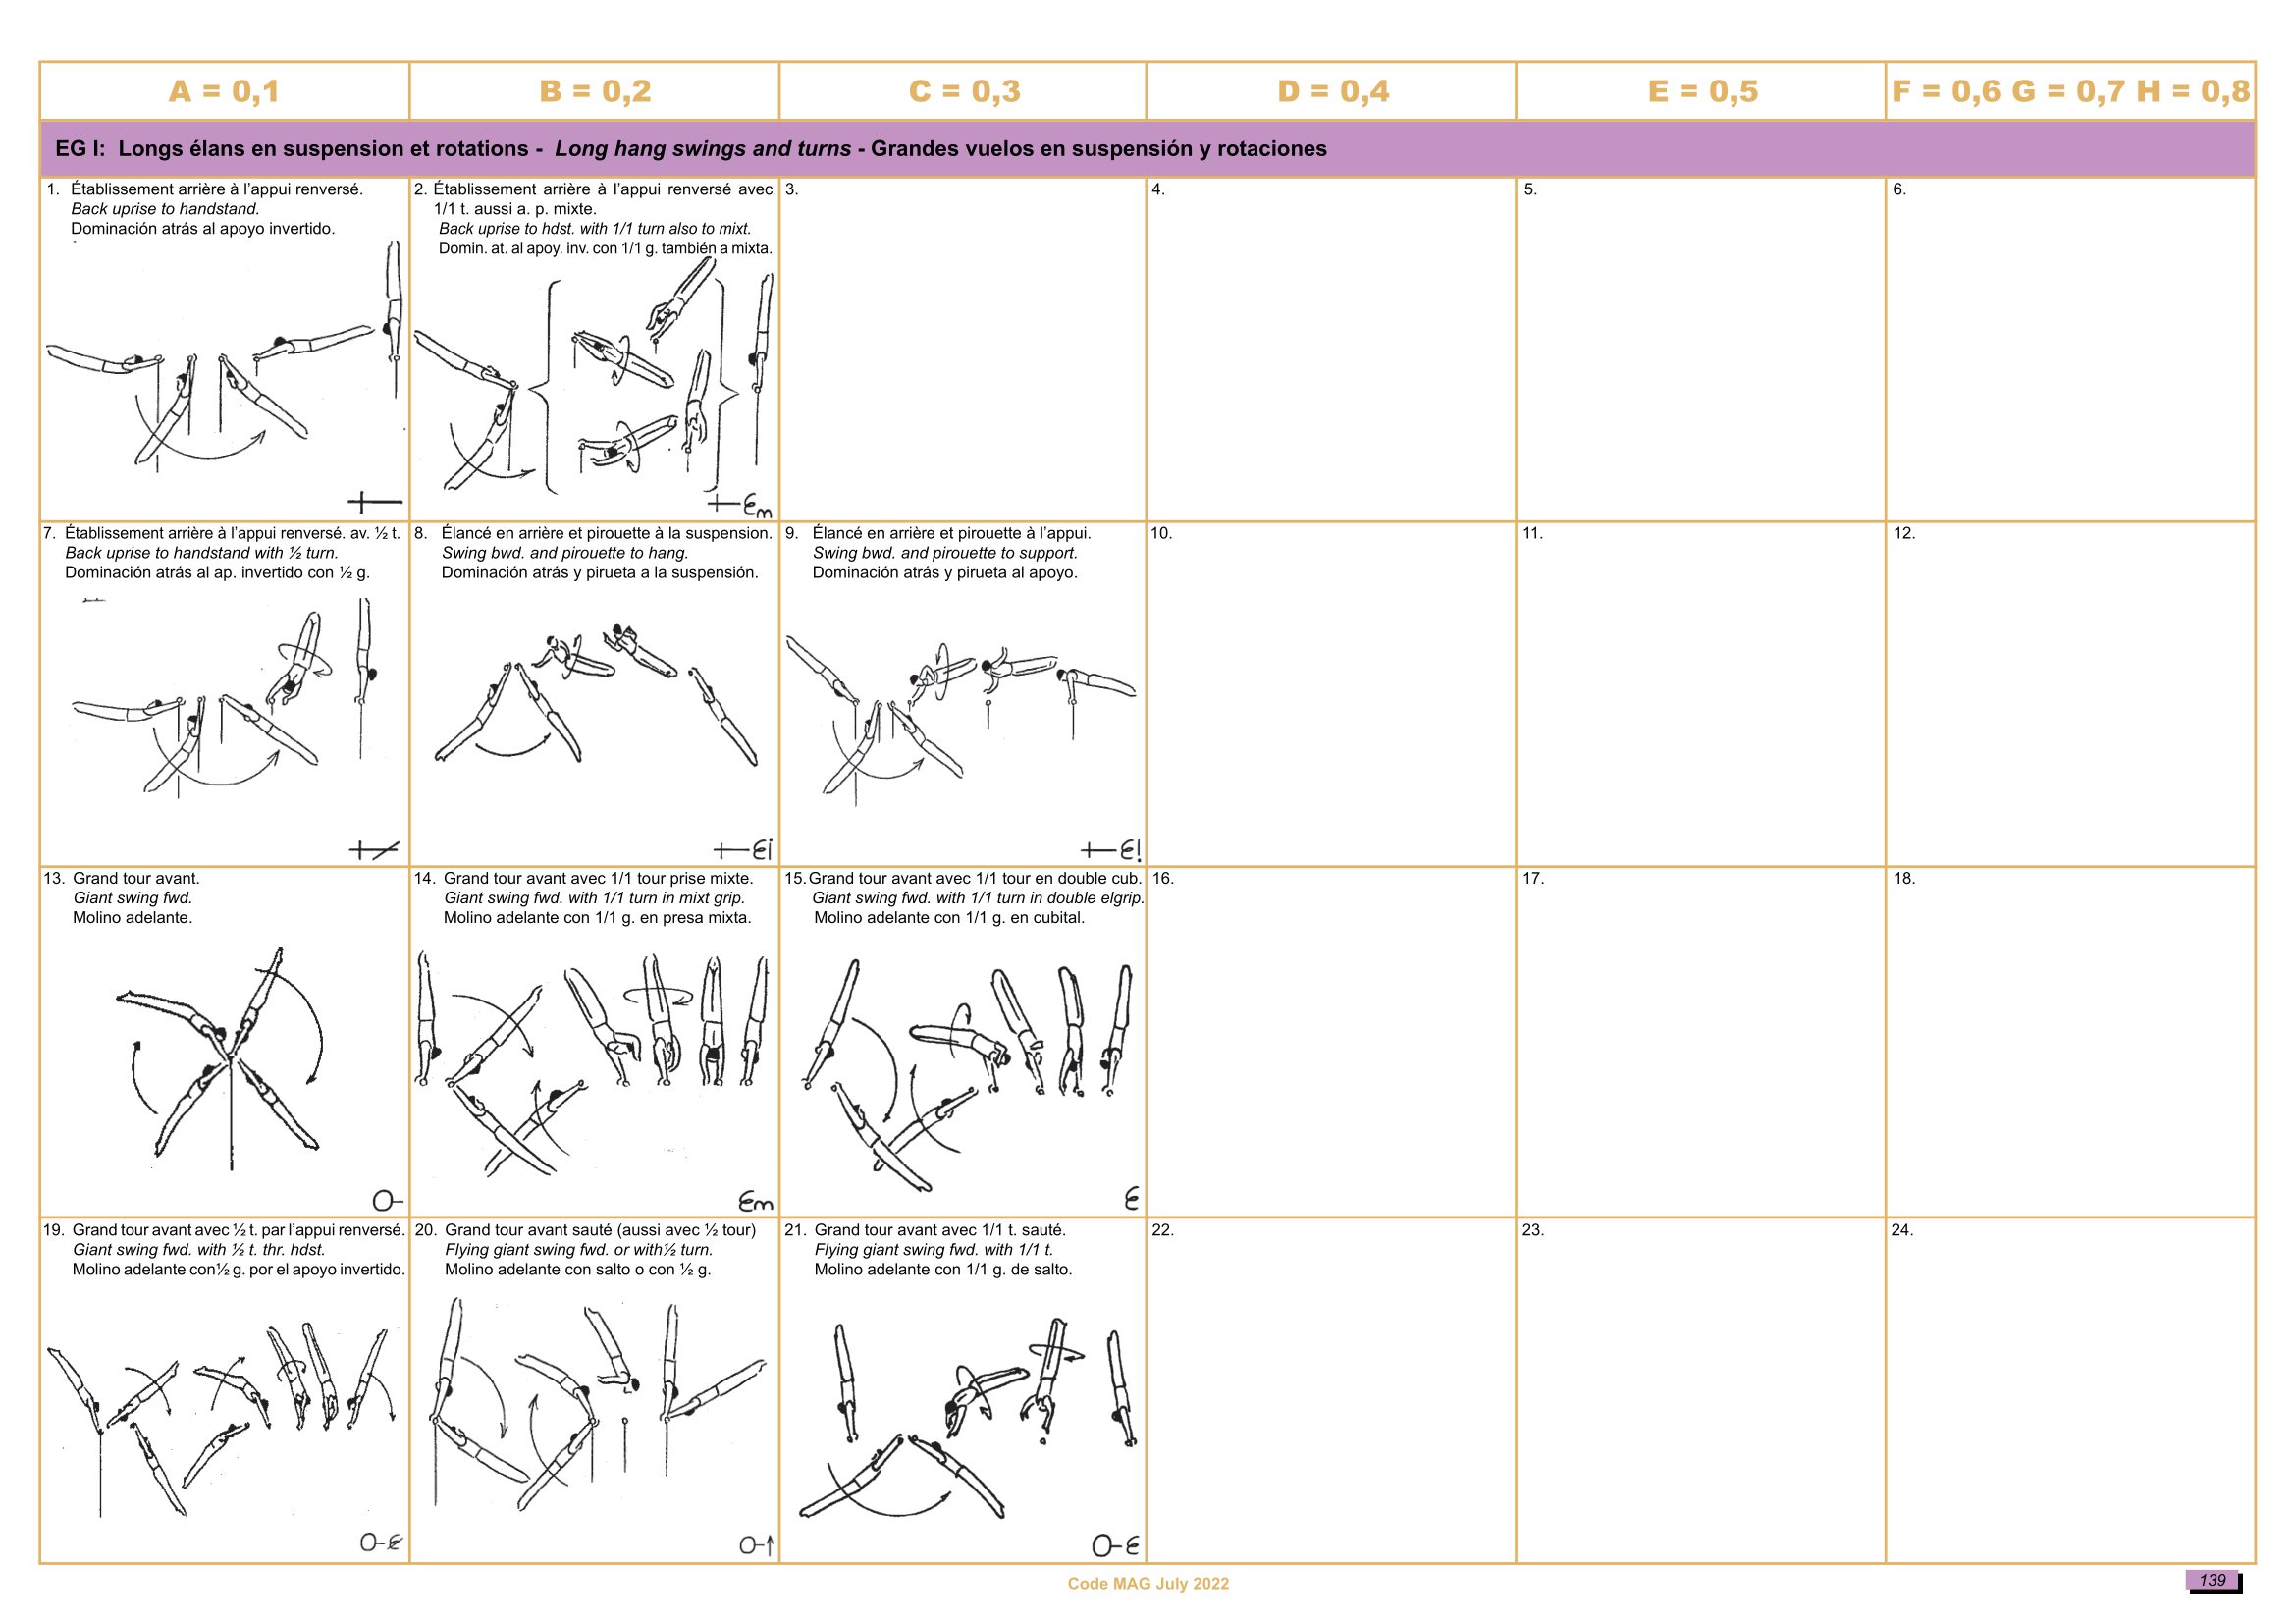 A = 0,1
B = 0,2
C = 0,3
D = 0,4
E = 0,5
F = 0,6 G = 0,7 H = 0,8
EG I: Longs élans en suspension et rotations - Long hang swings and turns - Grandes vuelos en suspensión y rotaciones
1. Établissement arrière à l'appui renversé.
Back uprise to handstand.
Dominación atrás al apoyo invertido.
2. Établissement arrière à l'appui renversé avec
1/1 t. aussi a. p. mixte.
Back uprise to hdst. with 1/1 turn also to mixt.
Domin. at. al apoy. inv. con 1/1 g. también a mixta.
3.
4.
5.
6.
7. Établissement arrière à l'appui renversé. av. ½ t.
Back uprise to handstand with ½ turn.
Dominación atrás al ap. invertido con ½ g.
8. Élancé en arrière et pirouette à la suspension.
Swing bwd. and pirouette to hang.
Dominación atrás y pirueta a la suspensión.
9. Élancé en arrière et pirouette à l'appui.
Swing bwd. and pirouette to support.
Dominación atrás y pirueta al apoyo.
10.
11.
12.
13. Grand tour avant.
Giant swing fwd.
Molino adelante.
14. Grand tour avant avec 1/1 tour prise mixte.
Giant swing fwd. with 1/1 turn in mixt grip.
Molino adelante con 1/1 g. en presa mixta.
15. Grand tour avant avec 1/1 tour en double cub.
Giant swing fwd. with 1/1 turn in double elgrip.
Molino adelante con 1/1 g. en cubital.
16.
17.
18.
19. Grand tour avant avec ½ t. par l'appui renversé.
Giant swing fwd. with ½ t. thr. hdst.
Molino adelante con½ g. por el apoyo invertido.
20. Grand tour avant sauté (aussi avec ½ tour)
Flying giant swing fwd. or with½ turn.
Molino adelante con salto o con ½ g.
21. Grand tour avant avec 1/1 t. sauté.
Flying giant swing fwd. with 1/1 t.
Molino adelante con 1/1 g. de salto.
22.
23.
24.
Code MAG July 2022
139